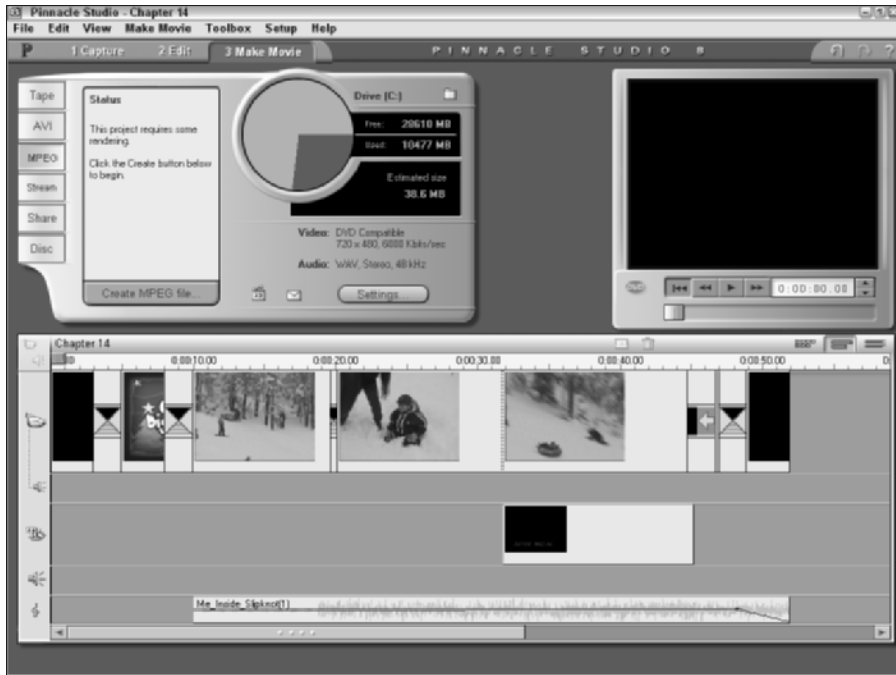 Pinnacle Studio - Chapter 14
File Edit View Make Movie Toolbox Setup Help
P 1 Capture 2 Edit 3 Make Movie PINNACLE STUDIO 8 ?
Tape
AVI
MPEG
Stream
Share
Disc
Status
This project requires some
rendering.
Click the Create button below
to begin.
Create MPEG file...
Drive (C:)
Free: 28610 MB
Used: 10477 MB
Estimated size
38.6 MB
Video: DVD Compatible
720 x 480, 6000 Kbits/sec
Audio: WAV, Stereo, 48 kHz
Settings...
DVD
0:00:00.08
Chapter 14
0:00:10.00 0:00:20.00 0:00:30.00 0:00:40.00 0:00:50.00
Me_Inside_Slipknot(1)